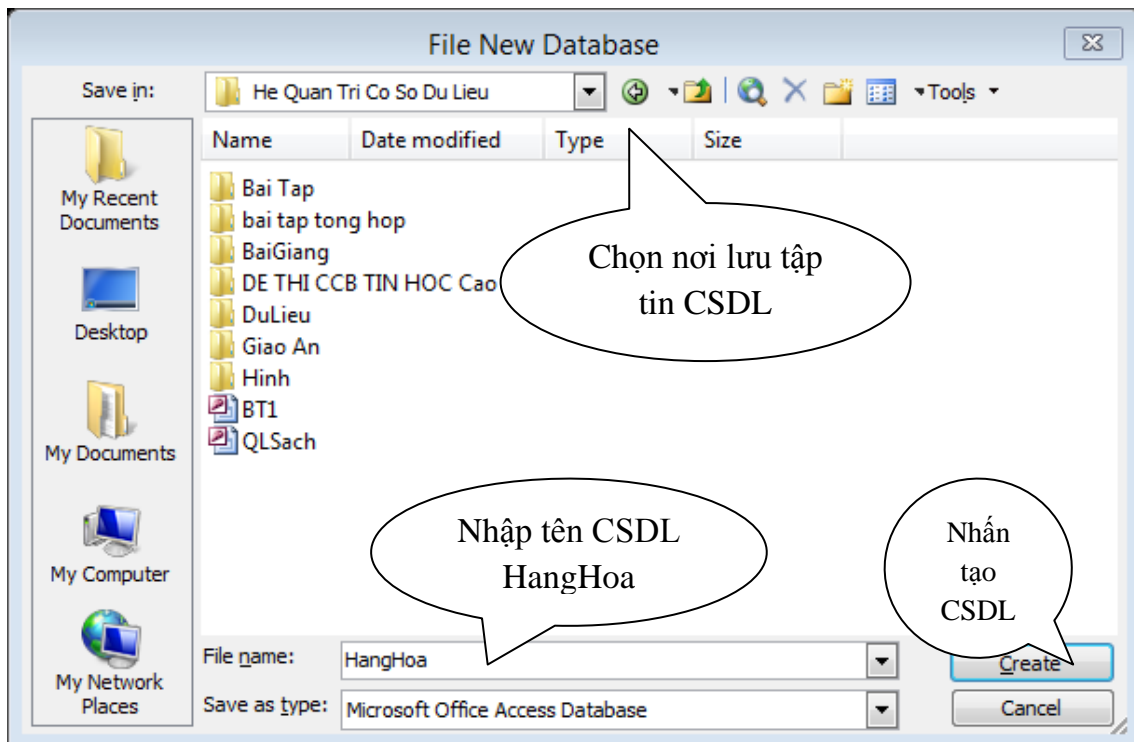 File New Database
Save in:
He Quan Tri Co So Du Lieu
Tools
Name Date modified Type Size
My Recent
Documents
Desktop
My Documents
My Computer
My Network
Places
Bai Tap
bai tap tong hop
BaiGiang
DE THI CCB TIN HOC Cao
DuLieu
Giao An
Hinh
BT1
QLSach
Chọn nơi lưu tập
tin CSDL
Nhập tên CSDL
HangHoa
Nhấn
tạo
CSDL
File name: HangHoa
Create
Save as type: Microsoft Office Access Database
Cancel